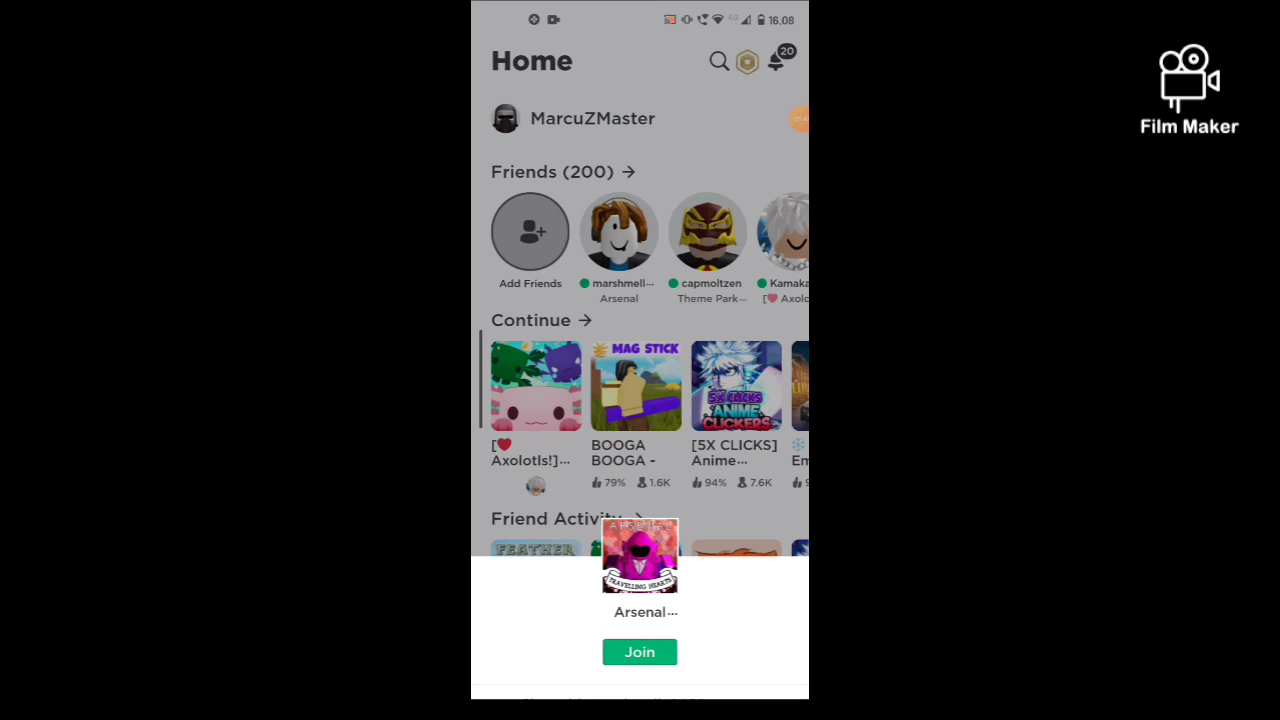 4G 16.08
Home
20
Film Maker
MarcuZMaster
Friends (200) →
Add Friends
marshmell...
Arsenal
capmoltzen
Theme Park...
Kamaka
[❤ Axolo
Continue →
MAG STICK
5X CLICKS
ANIME
CLICKERS
[❤
Axolotls!]...
BOOGA
BOOGA -
79% 1.6K
[5X CLICKS]
Anime...
94% 7.6K
Em
Friend Activity
FEATHER
ARSENAL
TRAVELLING HEARTS
Arsenal...
Join